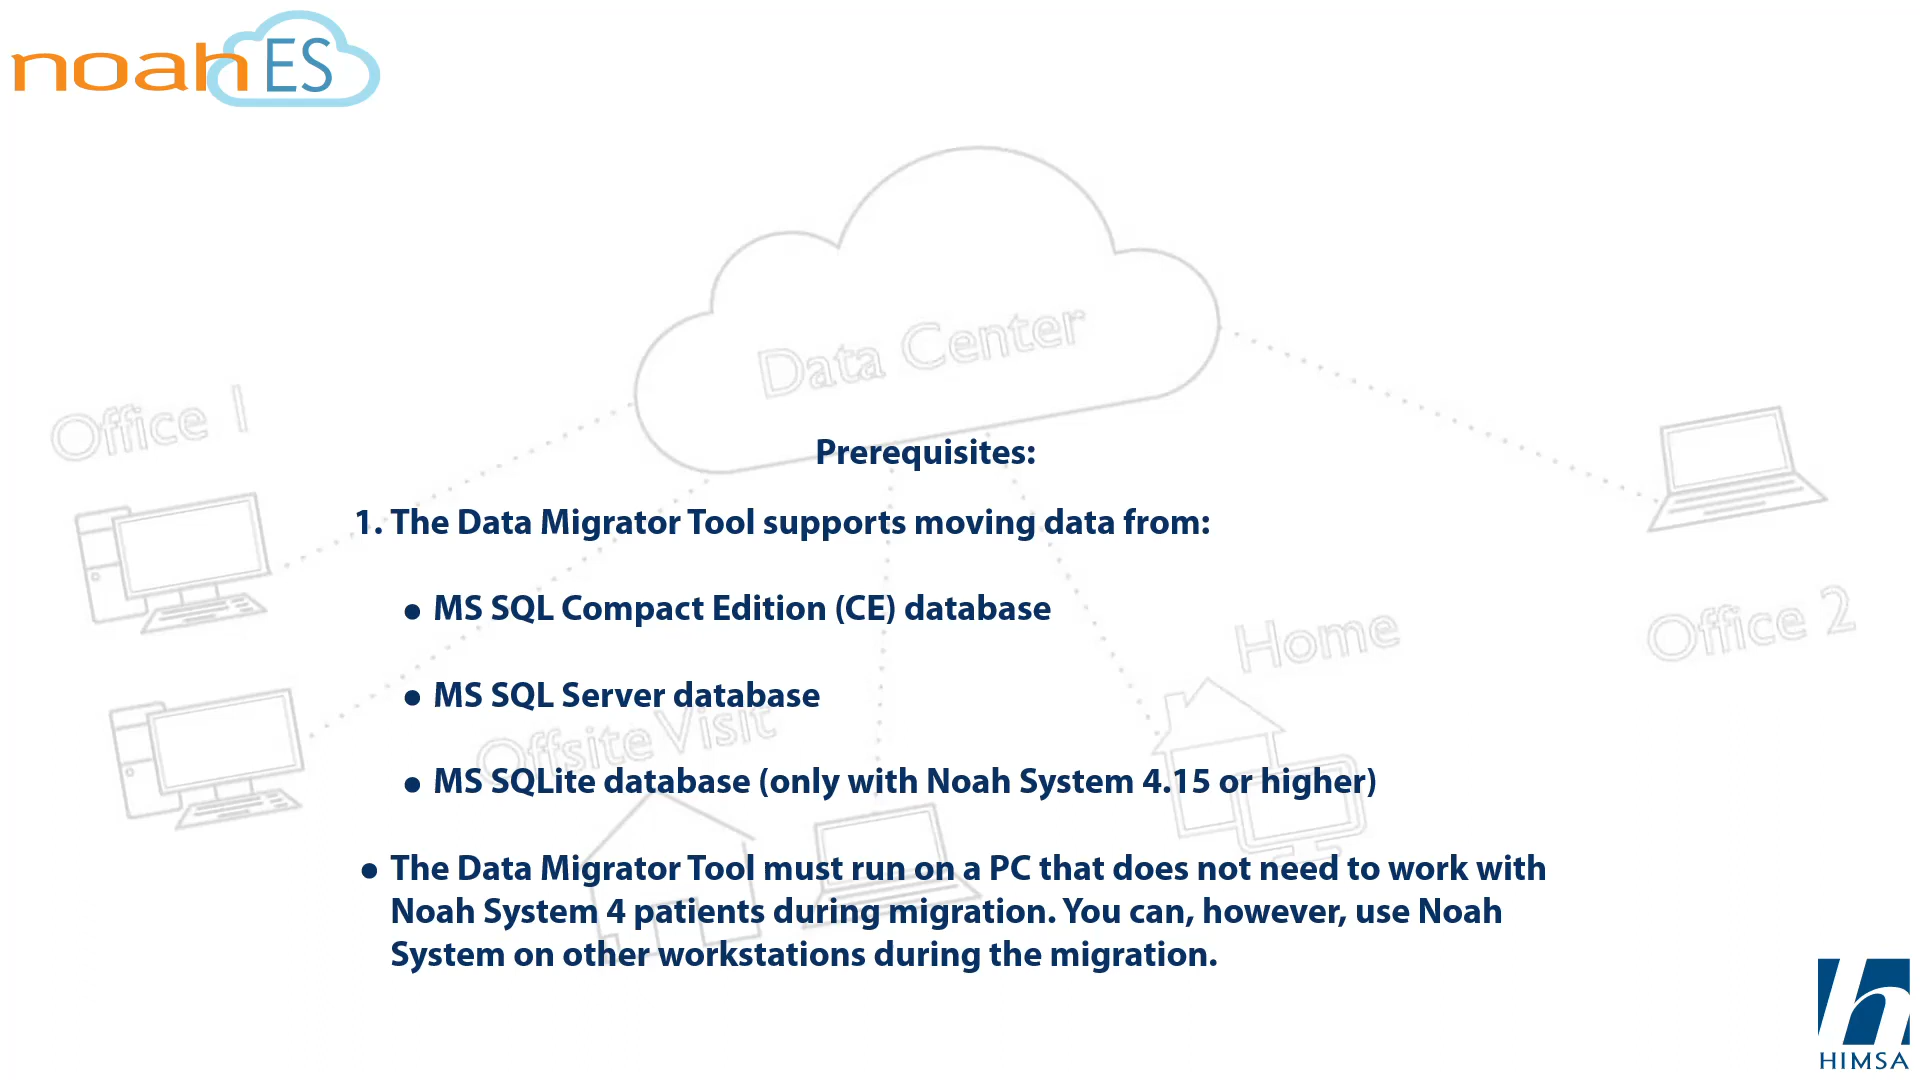 noah ES
Data Center
Office 1
Prerequisites:
1. The Data Migrator Tool supports moving data from:
● MS SQL Compact Edition (CE) database
Home
Office 2
● MS SQL Server database
Offsite Visit
● MS SQLite database (only with Noah System 4.15 or higher)
● The Data Migrator Tool must run on a PC that does not need to work with
Noah System 4 patients during migration. You can, however, use Noah
System on other workstations during the migration.
h
HIMSA